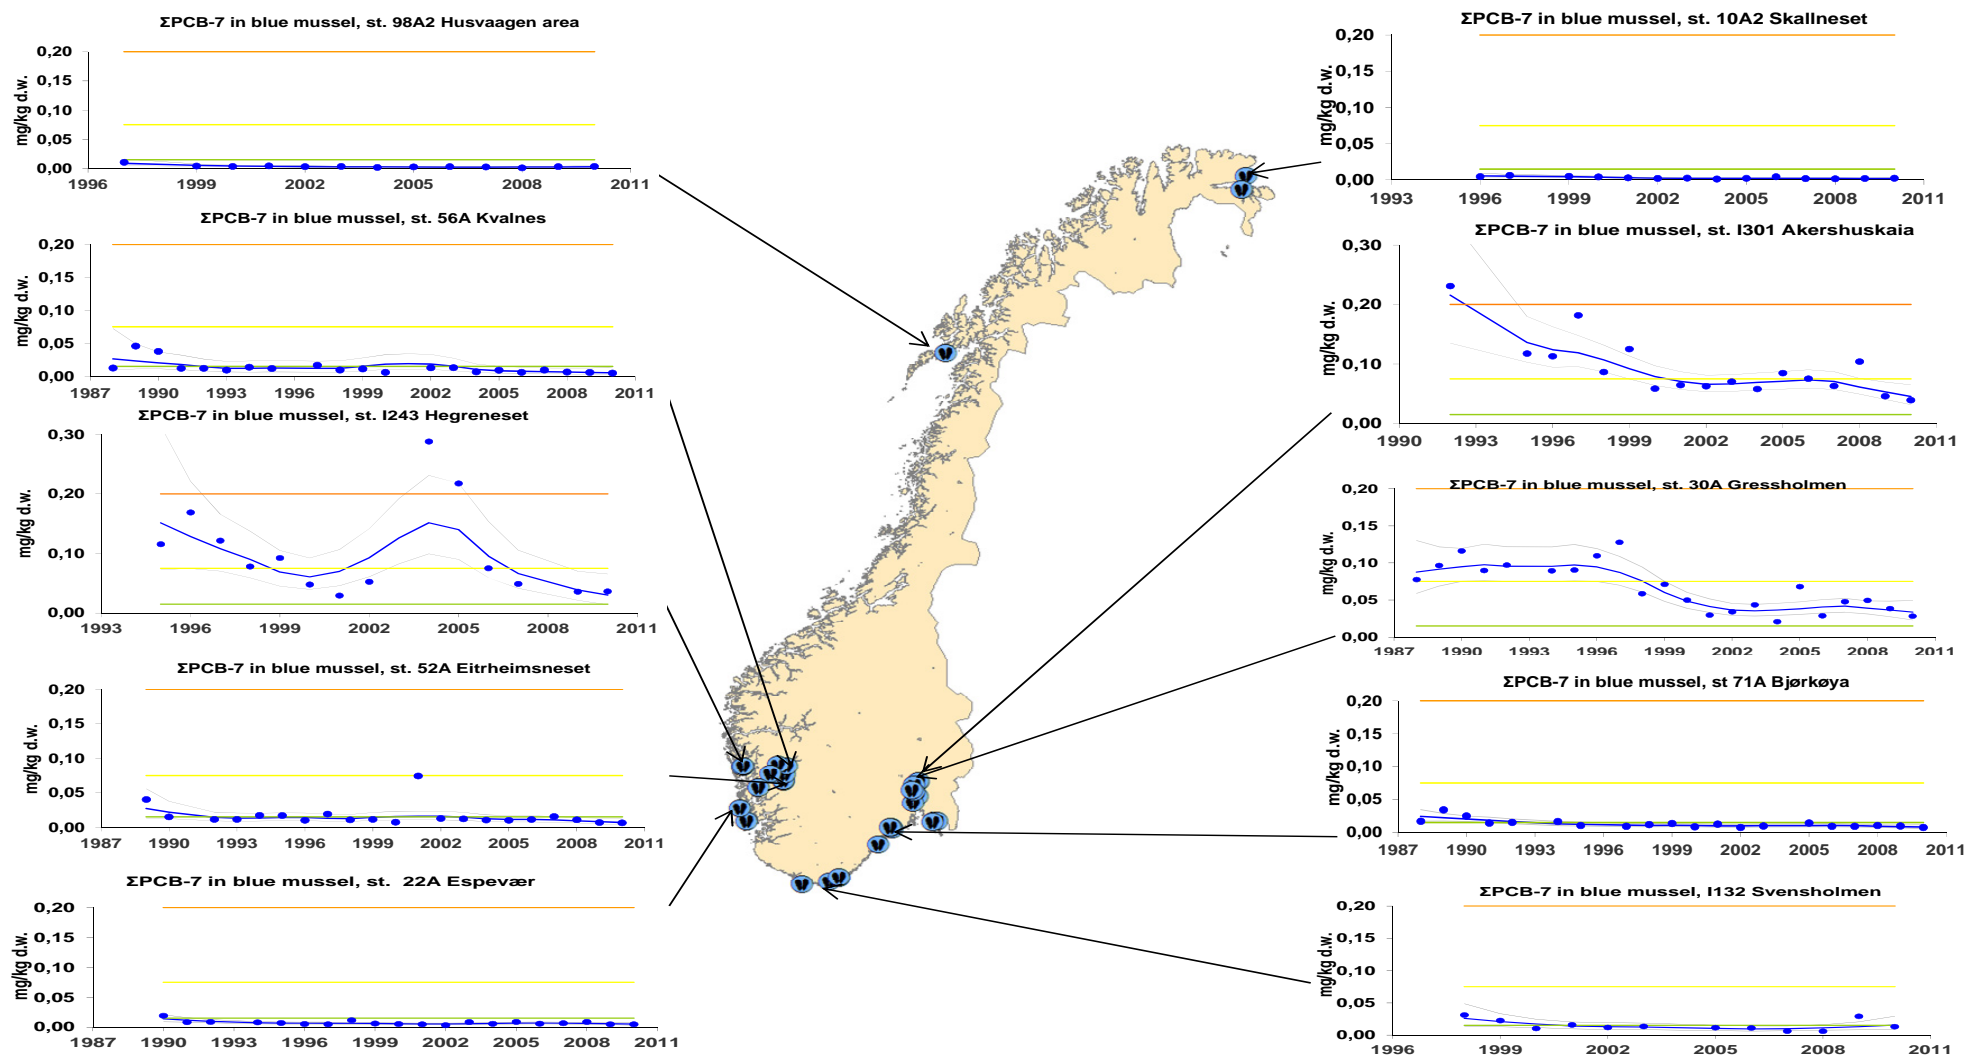 ΣPCB-7 in blue mussel, st. 98A2 Husvaagen area
mg/kg d.w.
0,20
0,15
0,10
0,05
0,00
1996 1999 2002 2005 2008 2011
ΣPCB-7 in blue mussel, st. 56A Kvalnes
mg/kg d.w.
0,20
0,15
0,10
0,05
0,00
1987 1990 1993 1996 1999 2002 2005 2008 2011
ΣPCB-7 in blue mussel, st. I243 Hegreneset
mg/kg d.w.
0,30
0,20
0,10
0,00
1993 1996 1999 2002 2005 2008 2011
ΣPCB-7 in blue mussel, st. 52A Eitrheimsneset
mg/kg d.w.
0,20
0,15
0,10
0,05
0,00
1987 1990 1993 1996 1999 2002 2005 2008 2011
ΣPCB-7 in blue mussel, st. 22A Espevær
mg/kg d.w.
0,20
0,15
0,10
0,05
0,00
1987 1990 1993 1996 1999 2002 2005 2008 2011
ΣPCB-7 in blue mussel, st. 10A2 Skallneset
mg/kg d.w.
0,20
0,15
0,10
0,05
0,00
1993 1996 1999 2002 2005 2008 2011
ΣPCB-7 in blue mussel, st. I301 Akershuskaia
mg/kg d.w.
0,30
0,20
0,10
0,00
1990 1993 1996 1999 2002 2005 2008 2011
ΣPCB-7 in blue mussel, st. 30A Gressholmen
mg/kg d.w.
0,20
0,15
0,10
0,05
0,00
1987 1990 1993 1996 1999 2002 2005 2008 2011
ΣPCB-7 in blue mussel, st 71A Bjørkøya
mg/kg d.w.
0,20
0,15
0,10
0,05
0,00
1987 1990 1993 1996 1999 2002 2005 2008 2011
ΣPCB-7 in blue mussel, I132 Svensholmen
mg/kg d.w.
0,20
0,15
0,10
0,05
0,00
1996 1999 2002 2005 2008 2011